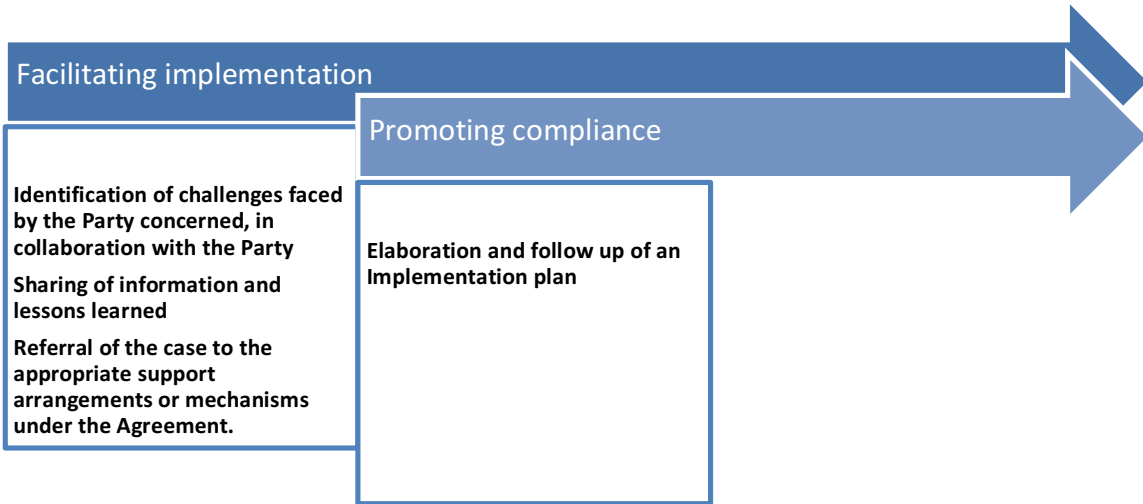 Facilitating implementation
Promoting compliance
Identification of challenges faced
by the Party concerned, in
collaboration with the Party
Sharing of information and
lessons learned
Referral of the case to the
appropriate support
arrangements or mechanisms
under the Agreement.
Elaboration and follow up of an
Implementation plan